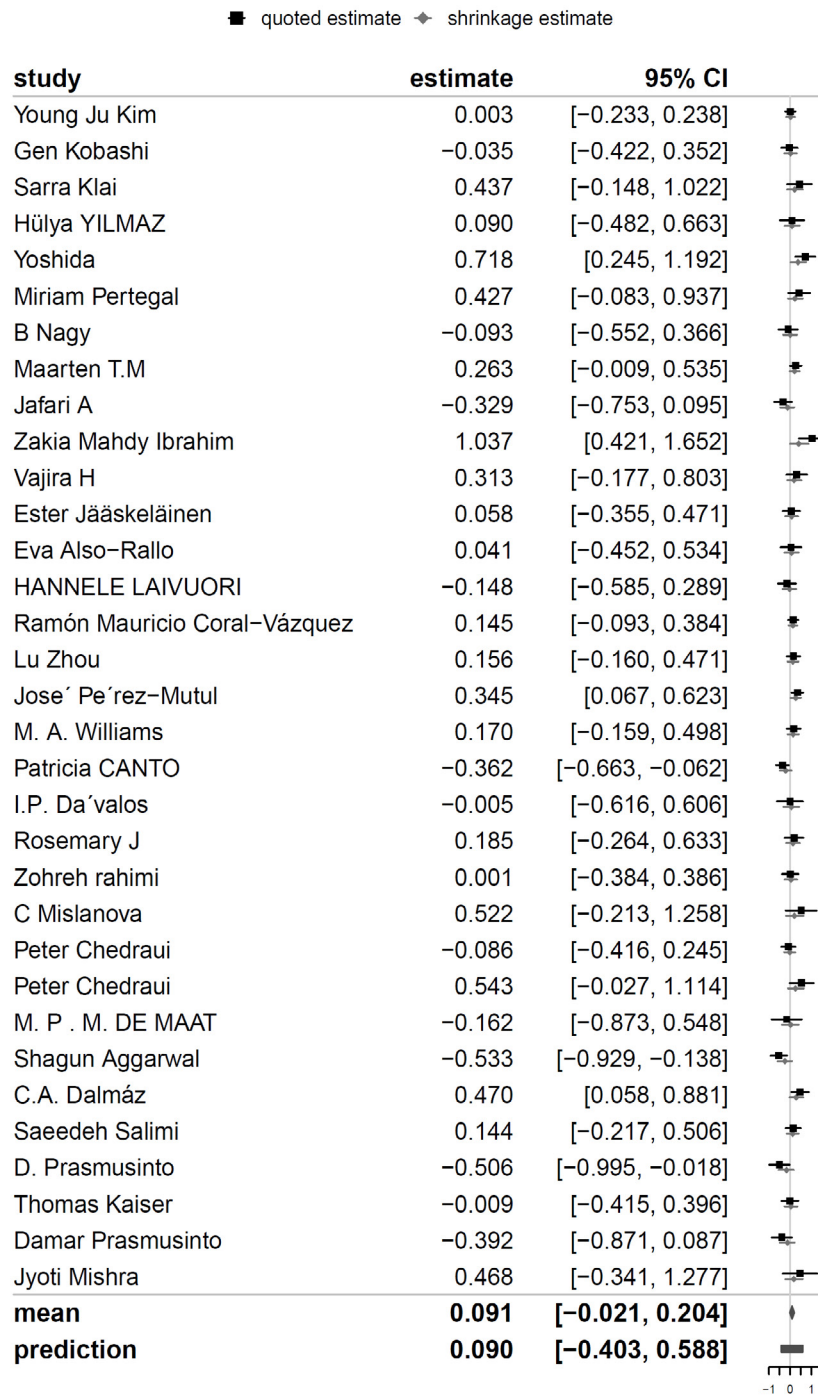 quoted estimate shrinkage estimate
study estimate 95% CI
Young Ju Kim 0.003 [−0.233, 0.238]
Gen Kobashi −0.035 [−0.422, 0.352]
Sarra Klai 0.437 [−0.148, 1.022]
Hülya YILMAZ 0.090 [−0.482, 0.663]
Yoshida 0.718 [0.245, 1.192]
Miriam Pertegal 0.427 [−0.083, 0.937]
B Nagy −0.093 [−0.552, 0.366]
Maarten T.M 0.263 [−0.009, 0.535]
Jafari A −0.329 [−0.753, 0.095]
Zakia Mahdy Ibrahim 1.037 [0.421, 1.652]
Vajira H 0.313 [−0.177, 0.803]
Ester Jääskeläinen 0.058 [−0.355, 0.471]
Eva Also−Rallo 0.041 [−0.452, 0.534]
HANNELE LAIVUORI −0.148 [−0.585, 0.289]
Ramón Mauricio Coral−Vázquez 0.145 [−0.093, 0.384]
Lu Zhou 0.156 [−0.160, 0.471]
Jose´ Pe´rez−Mutul 0.345 [0.067, 0.623]
M. A. Williams 0.170 [−0.159, 0.498]
Patricia CANTO −0.362 [−0.663, −0.062]
I.P. Da´valos −0.005 [−0.616, 0.606]
Rosemary J 0.185 [−0.264, 0.633]
Zohreh rahimi 0.001 [−0.384, 0.386]
C Mislanova 0.522 [−0.213, 1.258]
Peter Chedraui −0.086 [−0.416, 0.245]
Peter Chedraui 0.543 [−0.027, 1.114]
M. P . M. DE MAAT −0.162 [−0.873, 0.548]
Shagun Aggarwal −0.533 [−0.929, −0.138]
C.A. Dalmáz 0.470 [0.058, 0.881]
Saeedeh Salimi 0.144 [−0.217, 0.506]
D. Prasmusinto −0.506 [−0.995, −0.018]
Thomas Kaiser −0.009 [−0.415, 0.396]
Damar Prasmusinto −0.392 [−0.871, 0.087]
Jyoti Mishra 0.468 [−0.341, 1.277]
mean 0.091 [−0.021, 0.204]
prediction 0.090 [−0.403, 0.588]
−1 0 1